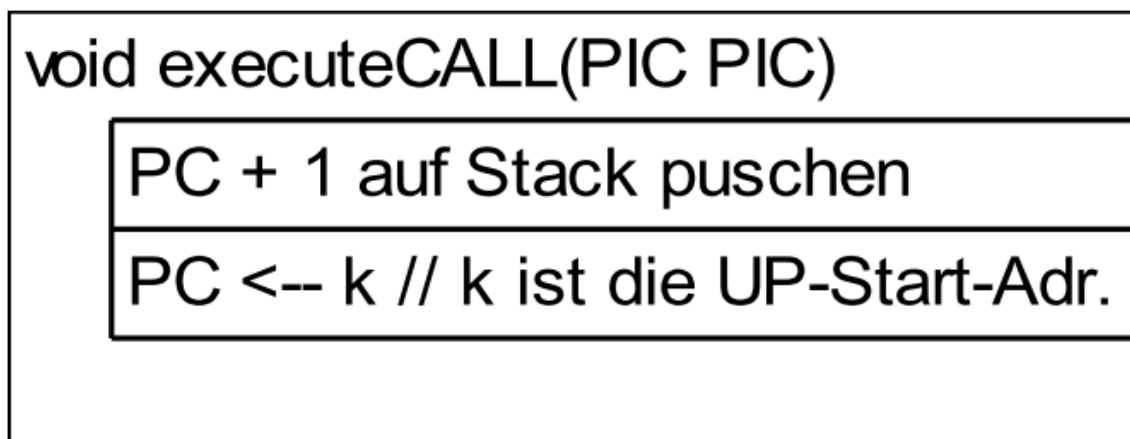 void executeCALL(PIC PIC)
PC + 1 auf Stack puschen
PC <-- k // k ist die UP-Start-Adr.